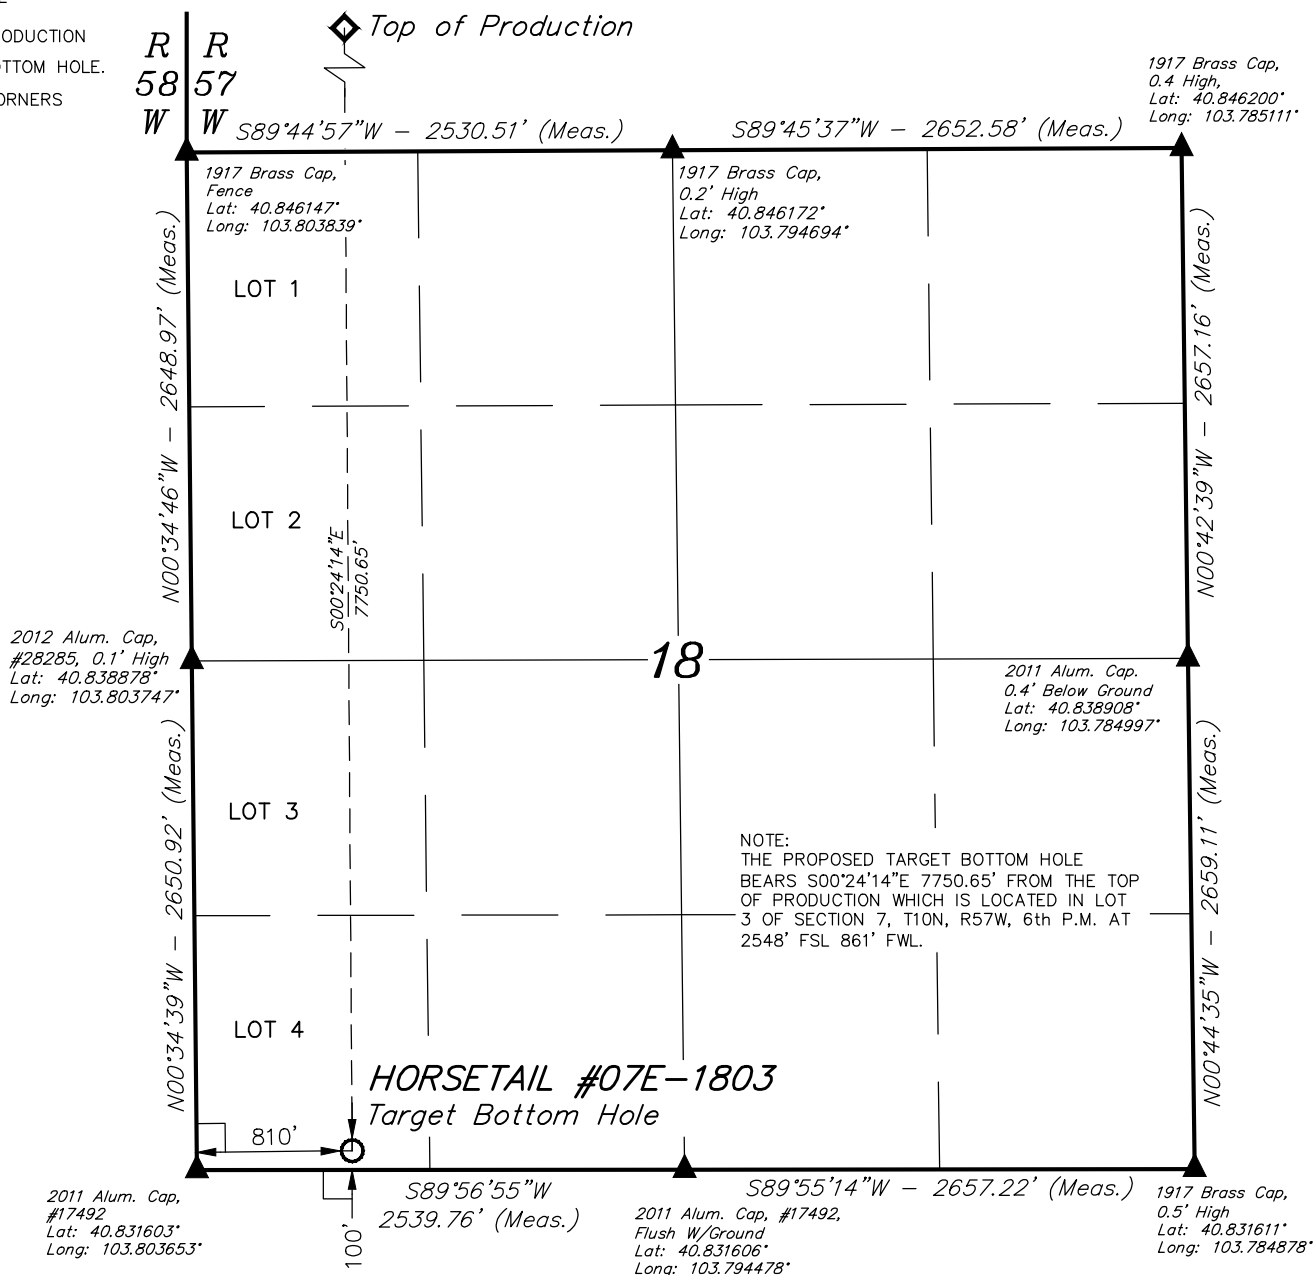 ODUCTION
OTTOM HOLE.
ORNERS
R R
58 57
W W
Top of Production
1917 Brass Cap,
0.4 High,
Lat: 40.846200°
Long: 103.785111°
S89°44'57"W - 2530.51' (Meas.)
S89°45'37"W - 2652.58' (Meas.)
1917 Brass Cap,
Fence
Lat: 40.846147°
Long: 103.803839°
1917 Brass Cap,
0.2' High
Lat: 40.846172°
Long: 103.794694°
N00°34'46"W - 2648.97' (Meas.)
N00°42'39"W - 2657.16' (Meas.)
LOT 1
LOT 2
S00°24'14"E
7750.65'
2012 Alum. Cap,
#28285, 0.1' High
Lat: 40.838878°
Long: 103.803747°
18
2011 Alum. Cap.
0.4' Below Ground
Lat: 40.838908°
Long: 103.784997°
N00°34'39"W - 2650.92' (Meas.)
N00°44'35"W - 2659.11' (Meas.)
LOT 3
NOTE:
THE PROPOSED TARGET BOTTOM HOLE
BEARS S00°24'14"E 7750.65' FROM THE TOP
OF PRODUCTION WHICH IS LOCATED IN LOT
3 OF SECTION 7, T10N, R57W, 6th P.M. AT
2548' FSL 861' FWL.
LOT 4
HORSETAIL #07E-1803
Target Bottom Hole
810'
100'
2011 Alum. Cap,
#17492
Lat: 40.831603°
Long: 103.803653°
S89°56'55"W
2539.76' (Meas.)
2011 Alum. Cap, #17492,
Flush W/Ground
Lat: 40.831606°
Long: 103.794478°
S89°55'14"W - 2657.22' (Meas.)
1917 Brass Cap,
0.5' High
Lat: 40.831611°
Long: 103.784878°